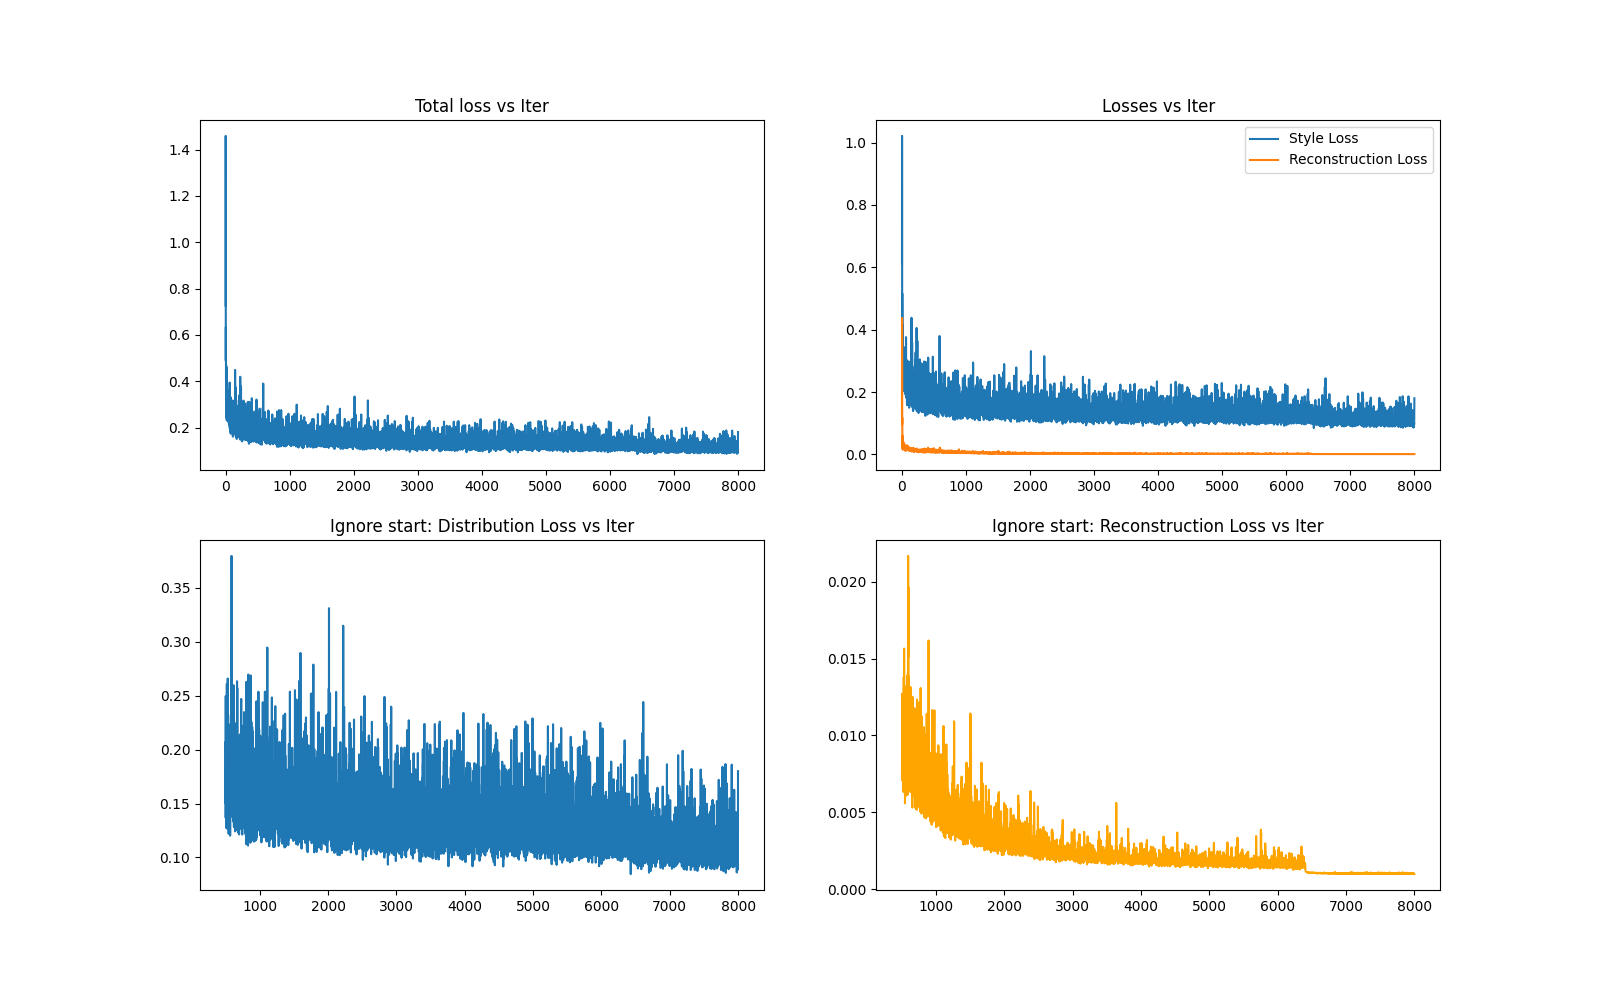 Total loss vs Iter
1.4
1.2
1.0
0.8
0.6
0.4
0.2
0 1000 2000 3000 4000 5000 6000 7000 8000
Losses vs Iter
Style Loss
Reconstruction Loss
1.0
0.8
0.6
0.4
0.2
0.0
0 1000 2000 3000 4000 5000 6000 7000 8000
Ignore start: Distribution Loss vs Iter
0.35
0.30
0.25
0.20
0.15
0.10
1000 2000 3000 4000 5000 6000 7000 8000
Ignore start: Reconstruction Loss vs Iter
0.020
0.015
0.010
0.005
0.000
1000 2000 3000 4000 5000 6000 7000 8000